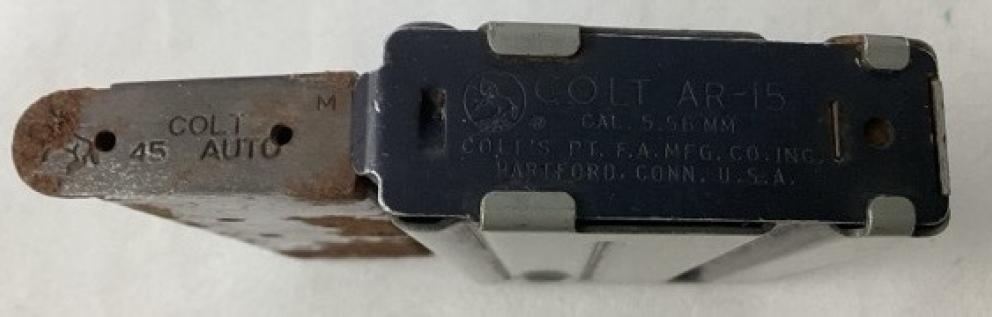 M
COLT
45 AUTO
COLT AR-15
CAL. 5.56 MM
COLT'S PT. F.A. MFG. CO. INC.
HARTFORD, CONN. U.S.A.
®